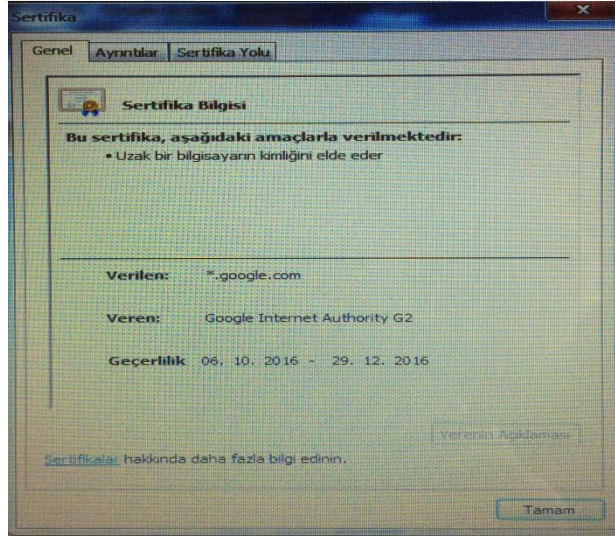 Sertifika
Genel Ayrıntılar Sertifika Yolu
Sertifika Bilgisi
Bu sertifika, aşağıdaki amaçlarla verilmektedir:
• Uzak bir bilgisayarın kimliğini elde eder
Verilen: *.google.com
Veren: Google Internet Authority G2
Geçerlilik 06. 10. 2016 - 29. 12. 2016
Verenin Açıklaması
Sertifikalar hakkında daha fazla bilgi edinin.
Tamam